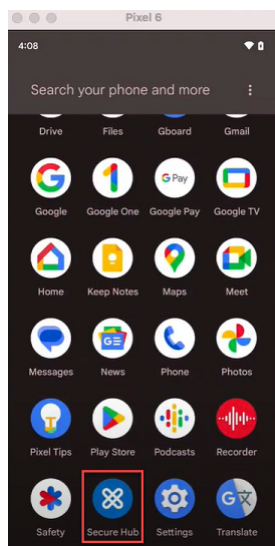 Pixel 6
4:08
Search your phone and more
Drive Files Gboard Gmail
G Pay
Google Google One Google Pay Google TV
Home Keep Notes Maps Meet
GE
Messages News Phone Photos
Pixel Tips Play Store Podcasts Recorder
Safety Secure Hub Settings Translate